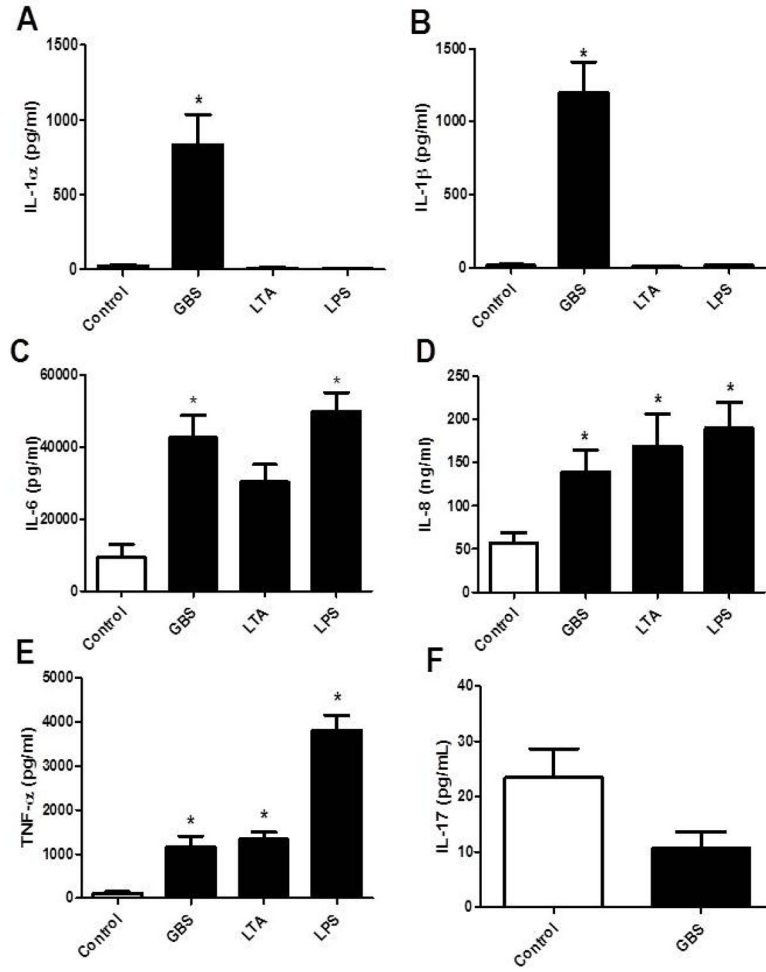 A
IL-1α (pg/ml)
1500
1000
500
0
*
Control
GBS
LTA
LPS
B
IL-1β (pg/ml)
1500
1000
500
0
*
Control
GBS
LTA
LPS
C
IL-6 (pg/ml)
60000
40000
20000
0
*
*
Control
GBS
LTA
LPS
D
IL-8 (ng/ml)
250
200
150
100
50
0
*
*
*
Control
GBS
LTA
LPS
E
TNF-α (pg/ml)
5000
4000
3000
2000
1000
0
*
*
*
Control
GBS
LTA
LPS
F
IL-17 (pg/mL)
40
30
20
10
0
Control
GBS